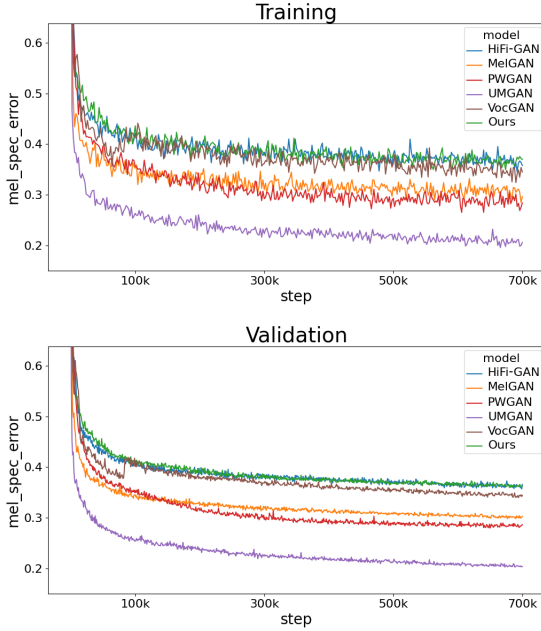 Training
mel_spec_error
0.6
0.5
0.4
0.3
0.2
model
HiFi-GAN
MelGAN
PWGAN
UMGAN
VocGAN
Ours
100k 300k 500k 700k
step
Validation
mel_spec_error
0.6
0.5
0.4
0.3
0.2
model
HiFi-GAN
MelGAN
PWGAN
UMGAN
VocGAN
Ours
100k 300k 500k 700k
step